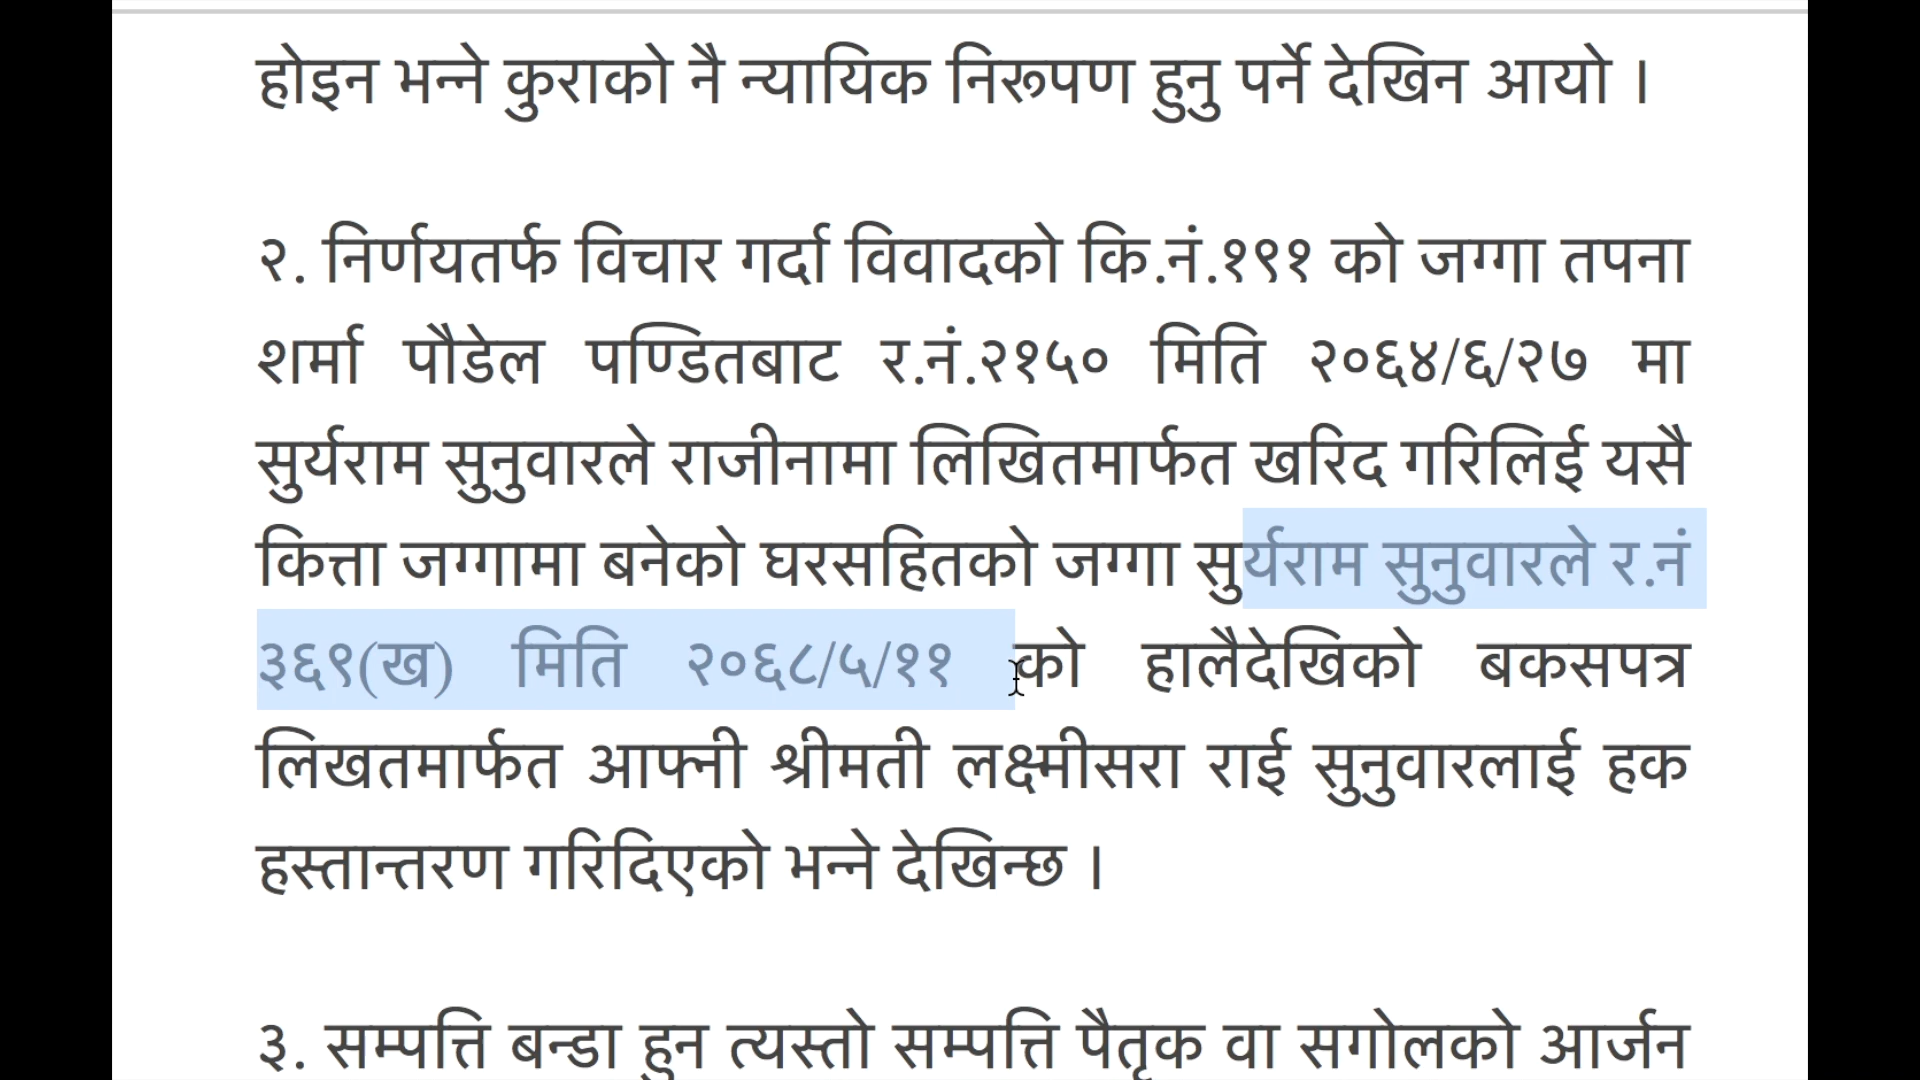 होइन भन्ने कुराको नै न्यायिक निरूपण हुनु पर्ने देखिन आयो ।
२. निर्णयतर्फ विचार गर्दा विवादको कि.नं.१९१ को जग्गा तपना
शर्मा पौडेल पण्डितबाट र.नं.२१५० मिति २०६४/६/२७ मा
सुर्यराम सुनुवारले राजीनामा लिखितमार्फत खरिद गरिलिई यसै
कित्ता जग्गामा बनेको घरसहितको जग्गा सुर्यराम सुनुवारले र.नं
३६९(ख) मिति २०६८/५/११ को हालैदेखिको बकसपत्र
लिखतमार्फत आफ्नी श्रीमती लक्ष्मीसरा राई सुनुवारलाई हक
हस्तान्तरण गरिदिएको भन्ने देखिन्छ ।
३. सम्पत्ति बन्डा हुन त्यस्तो सम्पत्ति पैतृक वा सगोलको आर्जन